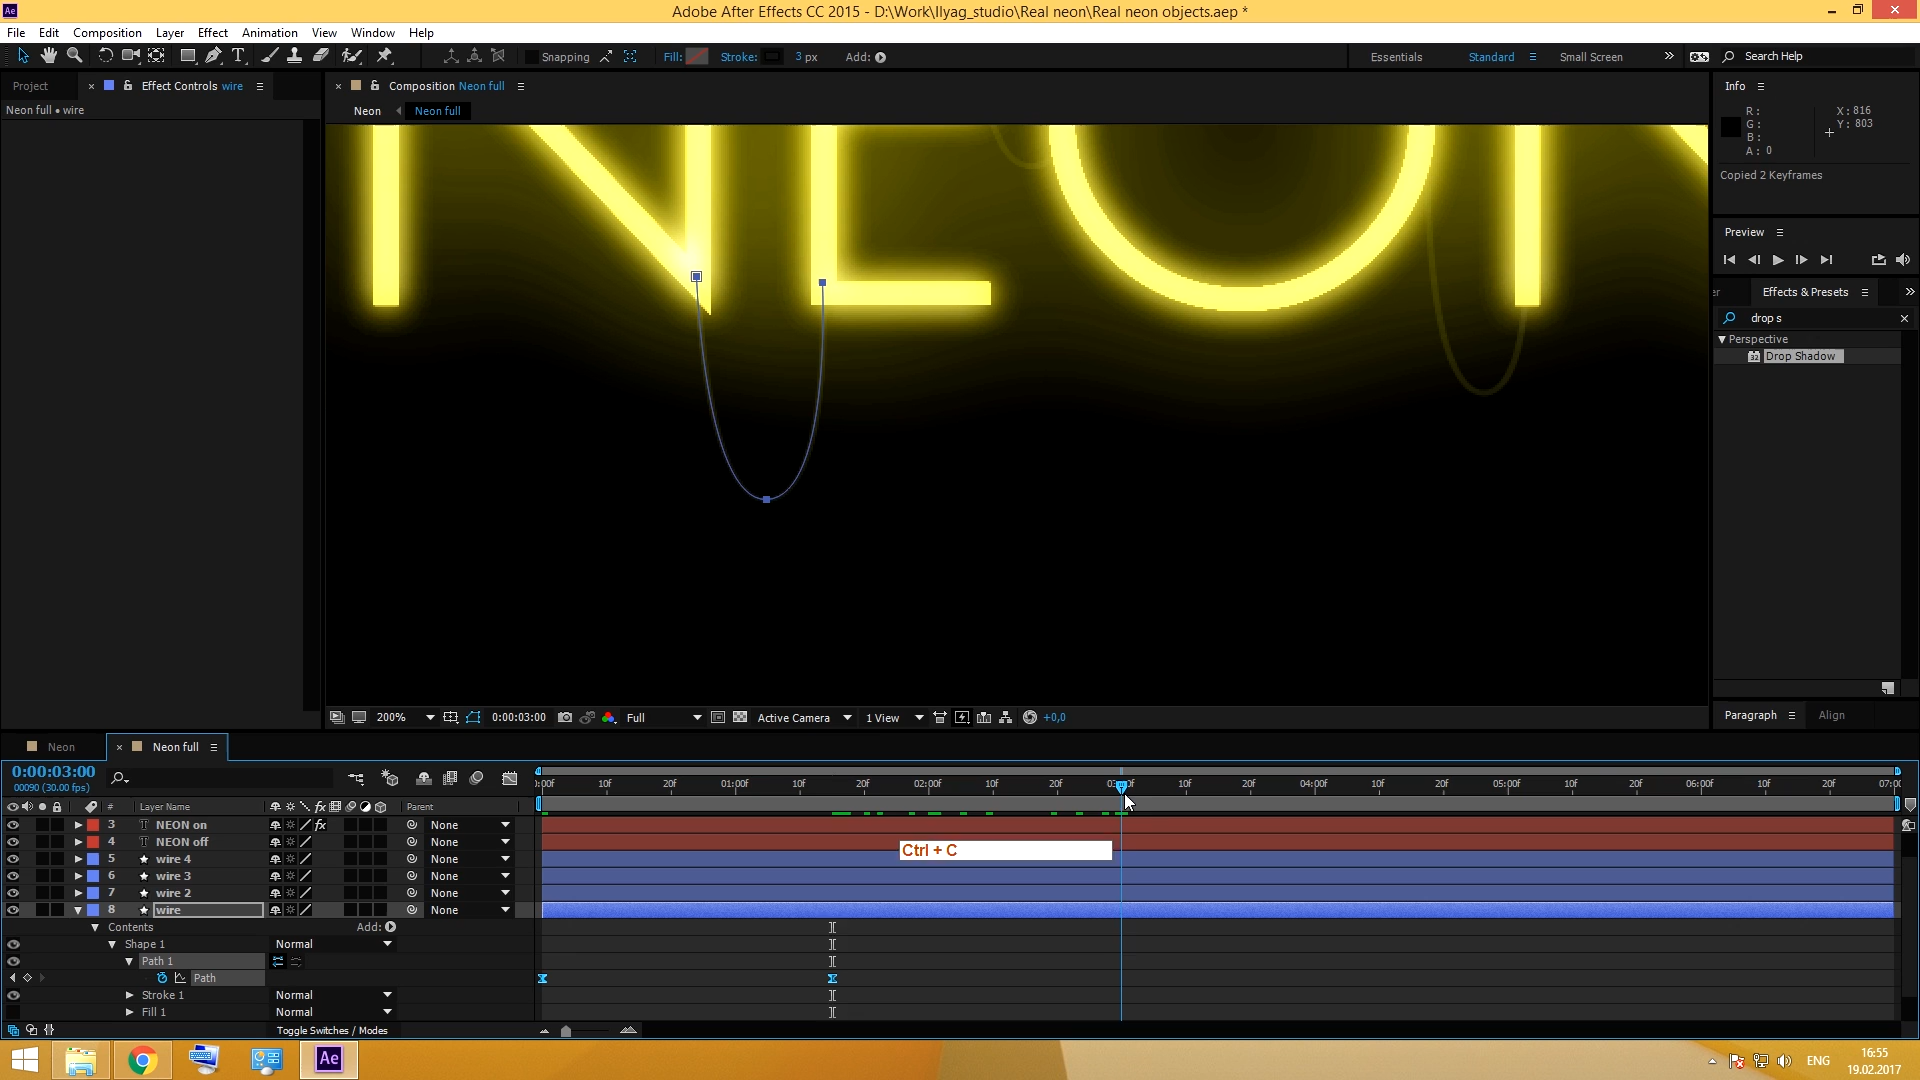 Adobe After Effects CC 2015 - D:\Work\Ilyag_studio\Real neon\Real neon objects.aep *
File Edit Composition Layer Effect Animation View Window Help
Snapping Fill: Stroke: 3 px Add: Essentials Standard Small Screen Search Help
Project Effect Controls wire Composition Neon full Info
Neon full • wire Neon Neon full
R: X: 816
G: Y: 803
B:
A: 0
Copied 2 Keyframes
Preview
Effects & Presets
drop s
Perspective
Drop Shadow
NEON
200% 0:00:03:00 Full Active Camera 1 View +0,0
Paragraph Align
Neon Neon full
0:00:03:00
00090 (30.00 fps)
:00f 10f 20f 01:00f 10f 20f 02:00f 10f 20f 03:00f 10f 20f 04:00f 10f 20f 05:00f 10f 20f 06:00f 10f 20f 07:00
# Layer Name fx Parent
3 T NEON on fx None
4 T NEON off None
Ctrl + C
5 wire 4 None
6 wire 3 None
7 wire 2 None
8 wire None
Contents Add:
Shape 1 Normal
Path 1
Path
Stroke 1 Normal
Fill 1 Normal
Toggle Switches / Modes
Ae ENG 16:55
19.02.2017